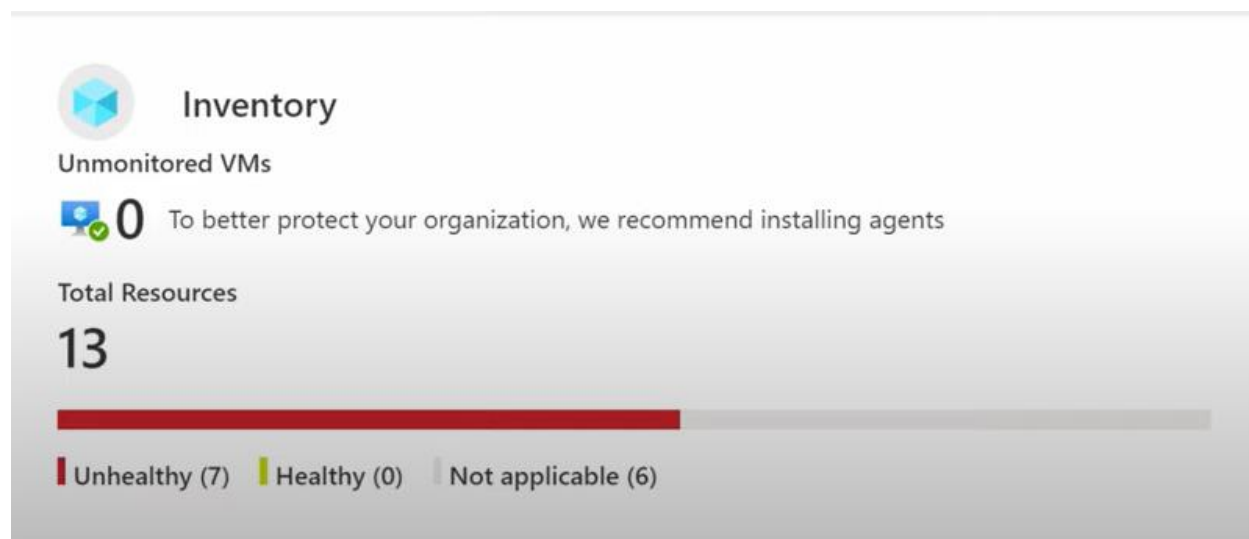 Inventory
Unmonitored VMs
0 To better protect your organization, we recommend installing agents
Total Resources
13
Unhealthy (7) Healthy (0) Not applicable (6)